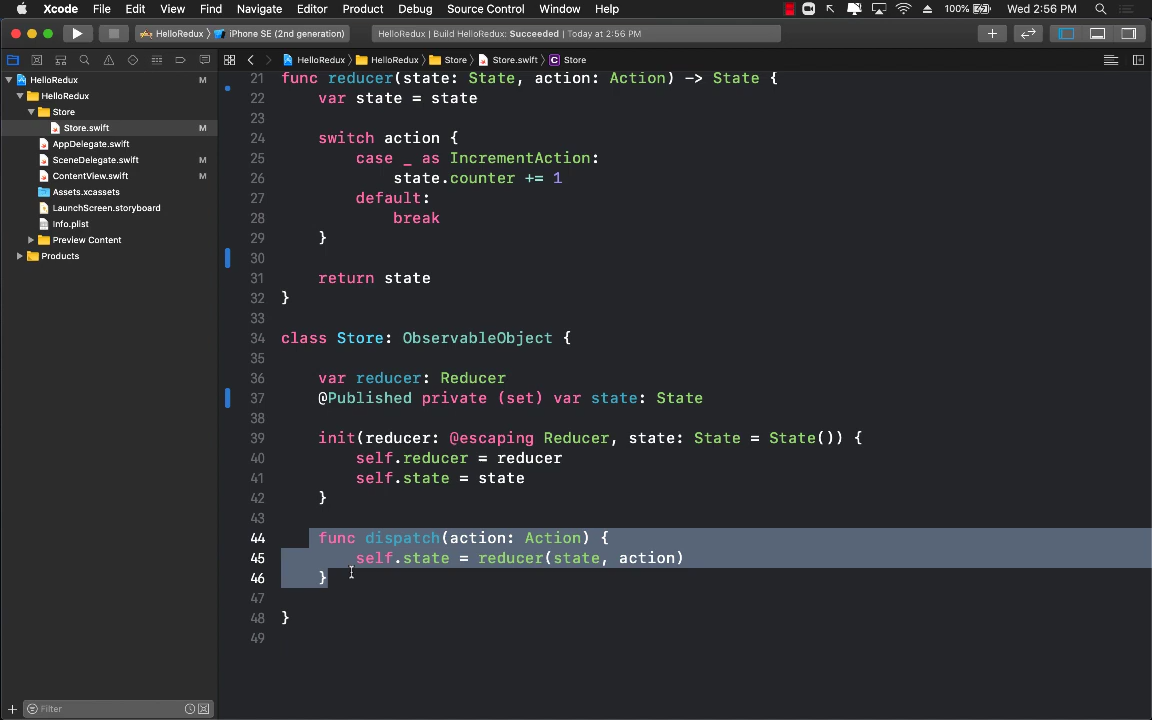 Xcode File Edit View Find Navigate Editor Product Debug Source Control Window Help 100% Wed 2:56 PM
HelloRedux 〉 iPhone SE (2nd generation) HelloRedux | Build HelloRedux: Succeeded | Today at 2:56 PM
HelloRedux 〉 HelloRedux 〉 Store 〉 Store.swift 〉 C Store
HelloRedux M
HelloRedux
Store
Store.swift M
AppDelegate.swift
SceneDelegate.swift M
ContentView.swift M
Assets.xcassets
LaunchScreen.storyboard
Info.plist
Preview Content
Products
Filter
21 func reducer(state: State, action: Action) -> State {
22     var state = state
23
24     switch action {
25         case _ as IncrementAction:
26             state.counter += 1
27         default:
28             break
29     }
30
31     return state
32 }
33
34 class Store: ObservableObject {
35
36     var reducer: Reducer
37     @Published private (set) var state: State
38
39     init(reducer: @escaping Reducer, state: State = State()) {
40         self.reducer = reducer
41         self.state = state
42     }
43
44     func dispatch(action: Action) {
45         self.state = reducer(state, action)
46     }
47
48 }
49